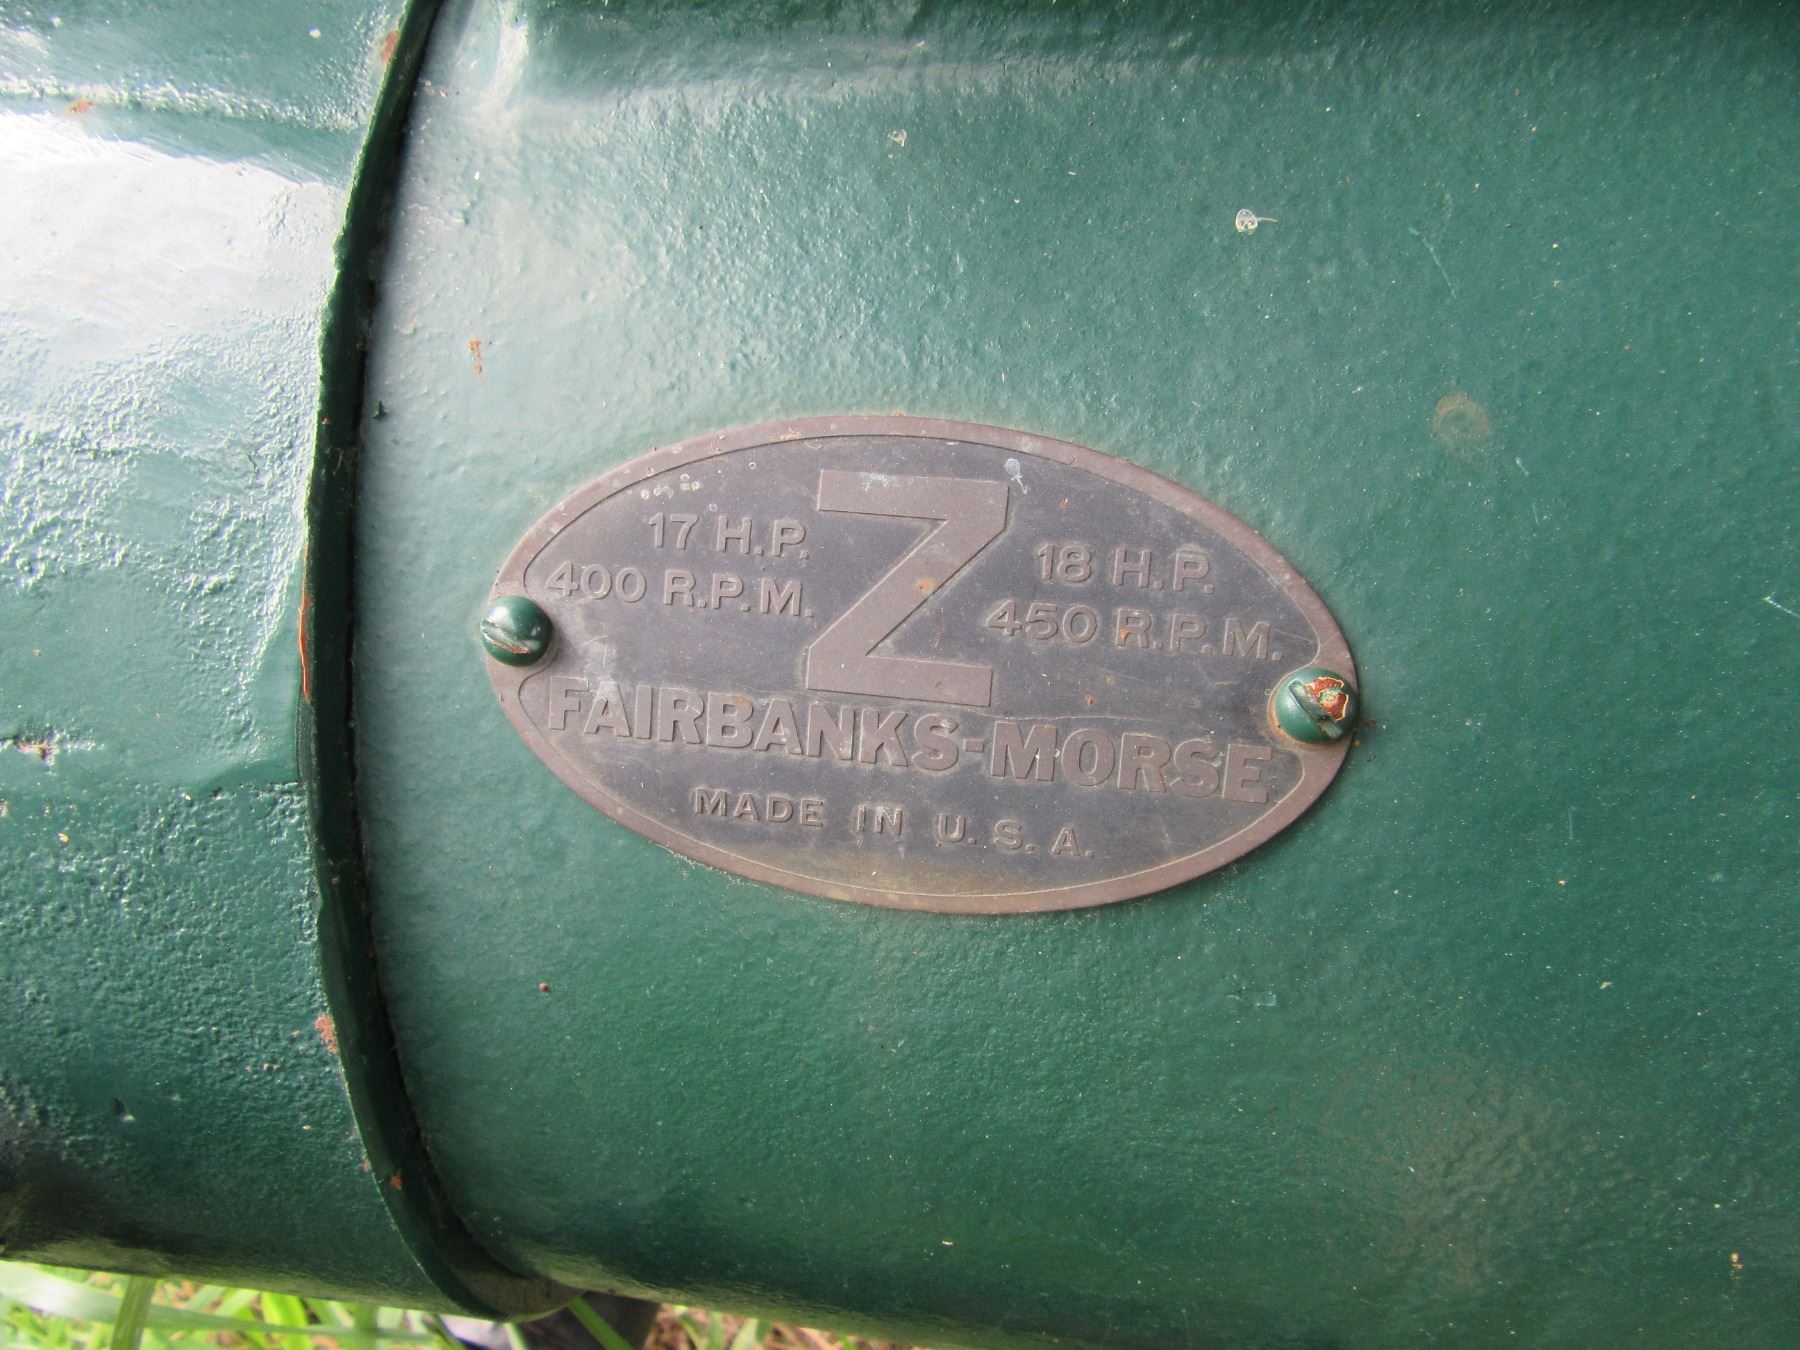 Z
17 H.P.
400 R.P.M.
18 H.P.
450 R.P.M.
FAIRBANKS-MORSE
MADE IN U.S.A.